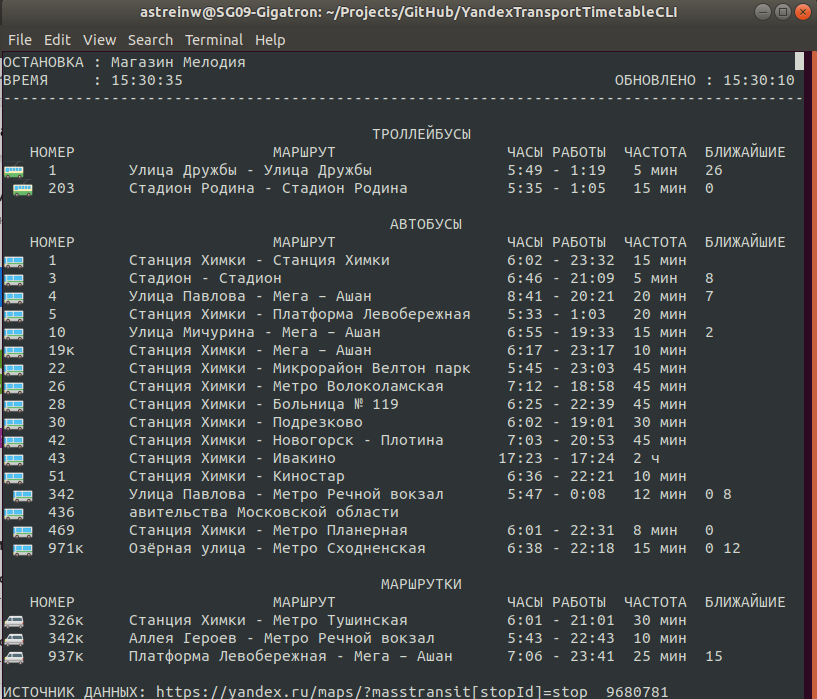 astreinw@SG09-Gigatron: ~/Projects/GitHub/YandexTransportTimetableCLI
File Edit View Search Terminal Help
ОСТАНОВКА : Магазин Мелодия
ВРЕМЯ : 15:30:35 ОБНОВЛЕНО : 15:30:10
ТРОЛЛЕЙБУСЫ
НОМЕР МАРШРУТ ЧАСЫ РАБОТЫ ЧАСТОТА БЛИЖАЙШИЕ
1 Улица Дружбы - Улица Дружбы 5:49 - 1:19 5 мин 26
203 Стадион Родина - Стадион Родина 5:35 - 1:05 15 мин 0
АВТОБУСЫ
НОМЕР МАРШРУТ ЧАСЫ РАБОТЫ ЧАСТОТА БЛИЖАЙШИЕ
1 Станция Химки - Станция Химки 6:02 - 23:32 15 мин
3 Стадион - Стадион 6:46 - 21:09 5 мин 8
4 Улица Павлова - Мега – Ашан 8:41 - 20:21 20 мин 7
5 Станция Химки - Платформа Левобережная 5:33 - 1:03 20 мин
10 Улица Мичурина - Мега – Ашан 6:55 - 19:33 15 мин 2
19к Станция Химки - Мега – Ашан 6:17 - 23:17 10 мин
22 Станция Химки - Микрорайон Велтон парк 5:45 - 23:03 45 мин
26 Станция Химки - Метро Волоколамская 7:12 - 18:58 45 мин
28 Станция Химки - Больница № 119 6:25 - 22:39 45 мин
30 Станция Химки - Подрезково 6:02 - 19:01 30 мин
42 Станция Химки - Новогорск - Плотина 7:03 - 20:53 45 мин
43 Станция Химки - Ивакино 17:23 - 17:24 2 ч
51 Станция Химки - Киностар 6:36 - 22:21 10 мин
342 Улица Павлова - Метро Речной вокзал 5:47 - 0:08 12 мин 0 8
436 авительства Московской области
469 Станция Химки - Метро Планерная 6:01 - 22:31 8 мин 0
971к Озёрная улица - Метро Сходненская 6:38 - 22:18 15 мин 0 12
МАРШРУТКИ
НОМЕР МАРШРУТ ЧАСЫ РАБОТЫ ЧАСТОТА БЛИЖАЙШИЕ
326к Станция Химки - Метро Тушинская 6:01 - 21:01 30 мин
342к Аллея Героев - Метро Речной вокзал 5:43 - 22:43 10 мин
937к Платформа Левобережная - Мега – Ашан 7:06 - 23:41 25 мин 15
ИСТОЧНИК ДАННЫХ: https://yandex.ru/maps/?masstransit[stopId]=stop__9680781